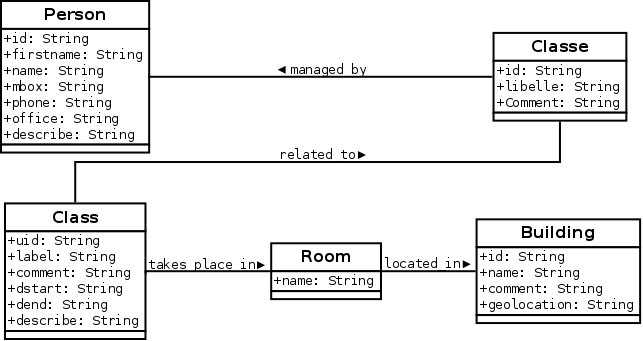 Person
+id: String
+firstname: String
+name: String
+mbox: String
+phone: String
+office: String
+describe: String
◄ managed by
Classe
+id: String
+libelle: String
+Comment: String
related to►
Class
+uid: String
+label: String
+comment: String
+dstart: String
+dend: String
+describe: String
takes place in►
Room
+name: String
located in►
Building
+id: String
+name: String
+comment: String
+geolocation: String